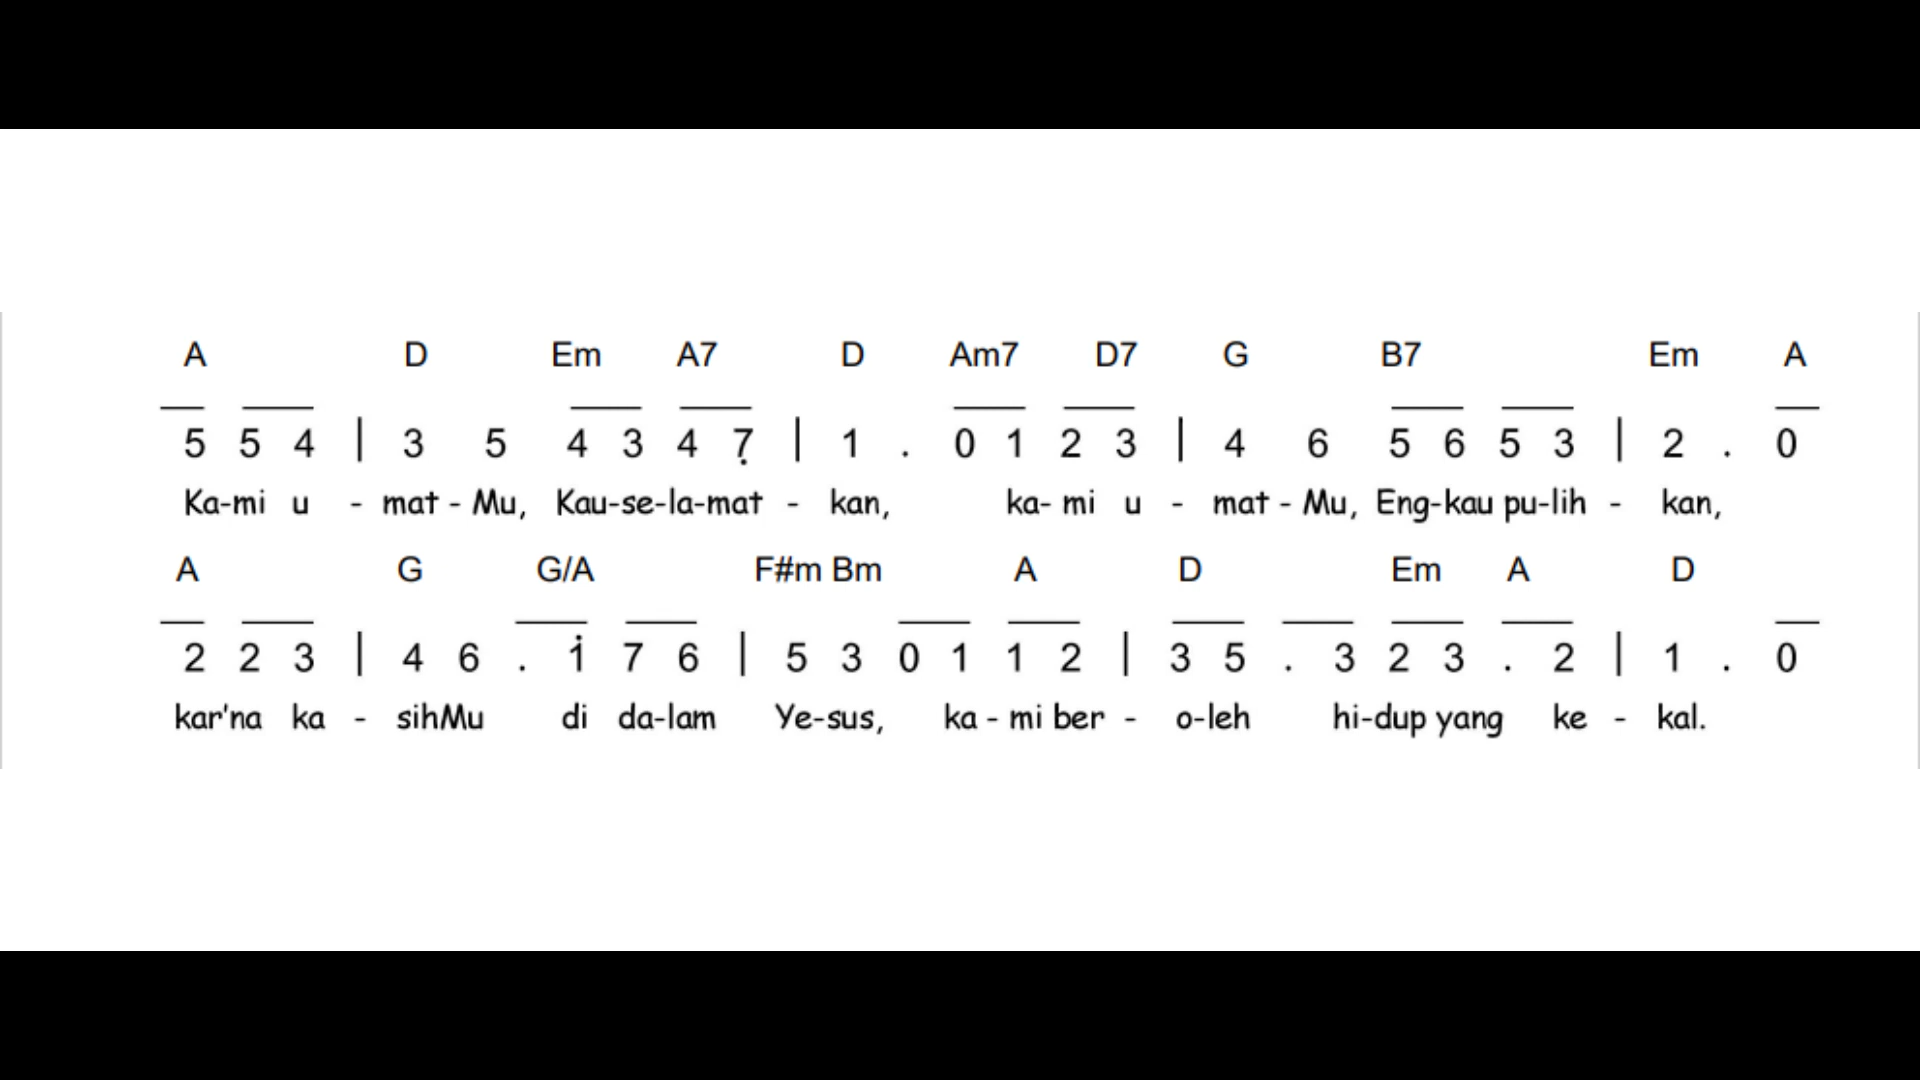 A D Em A7 D Am7 D7 G B7 Em A
5 5 4 | 3 5 4 3 4 7̣ | 1 . 0 1 2 3 | 4 6 5 6 5 3 | 2 . 0
Ka-mi u - mat - Mu, Kau-se-la-mat - kan, ka- mi u - mat - Mu, Eng-kau pu-lih - kan,
A G G/A F#m Bm A D Em A D
2 2 3 | 4 6 . 1̇ 7 6 | 5 3 0 1 1 2 | 3 5 . 3 2 3 . 2 | 1 . 0
kar'na ka - sihMu di da-lam Ye-sus, ka - mi ber - o-leh hi-dup yang ke - kal.